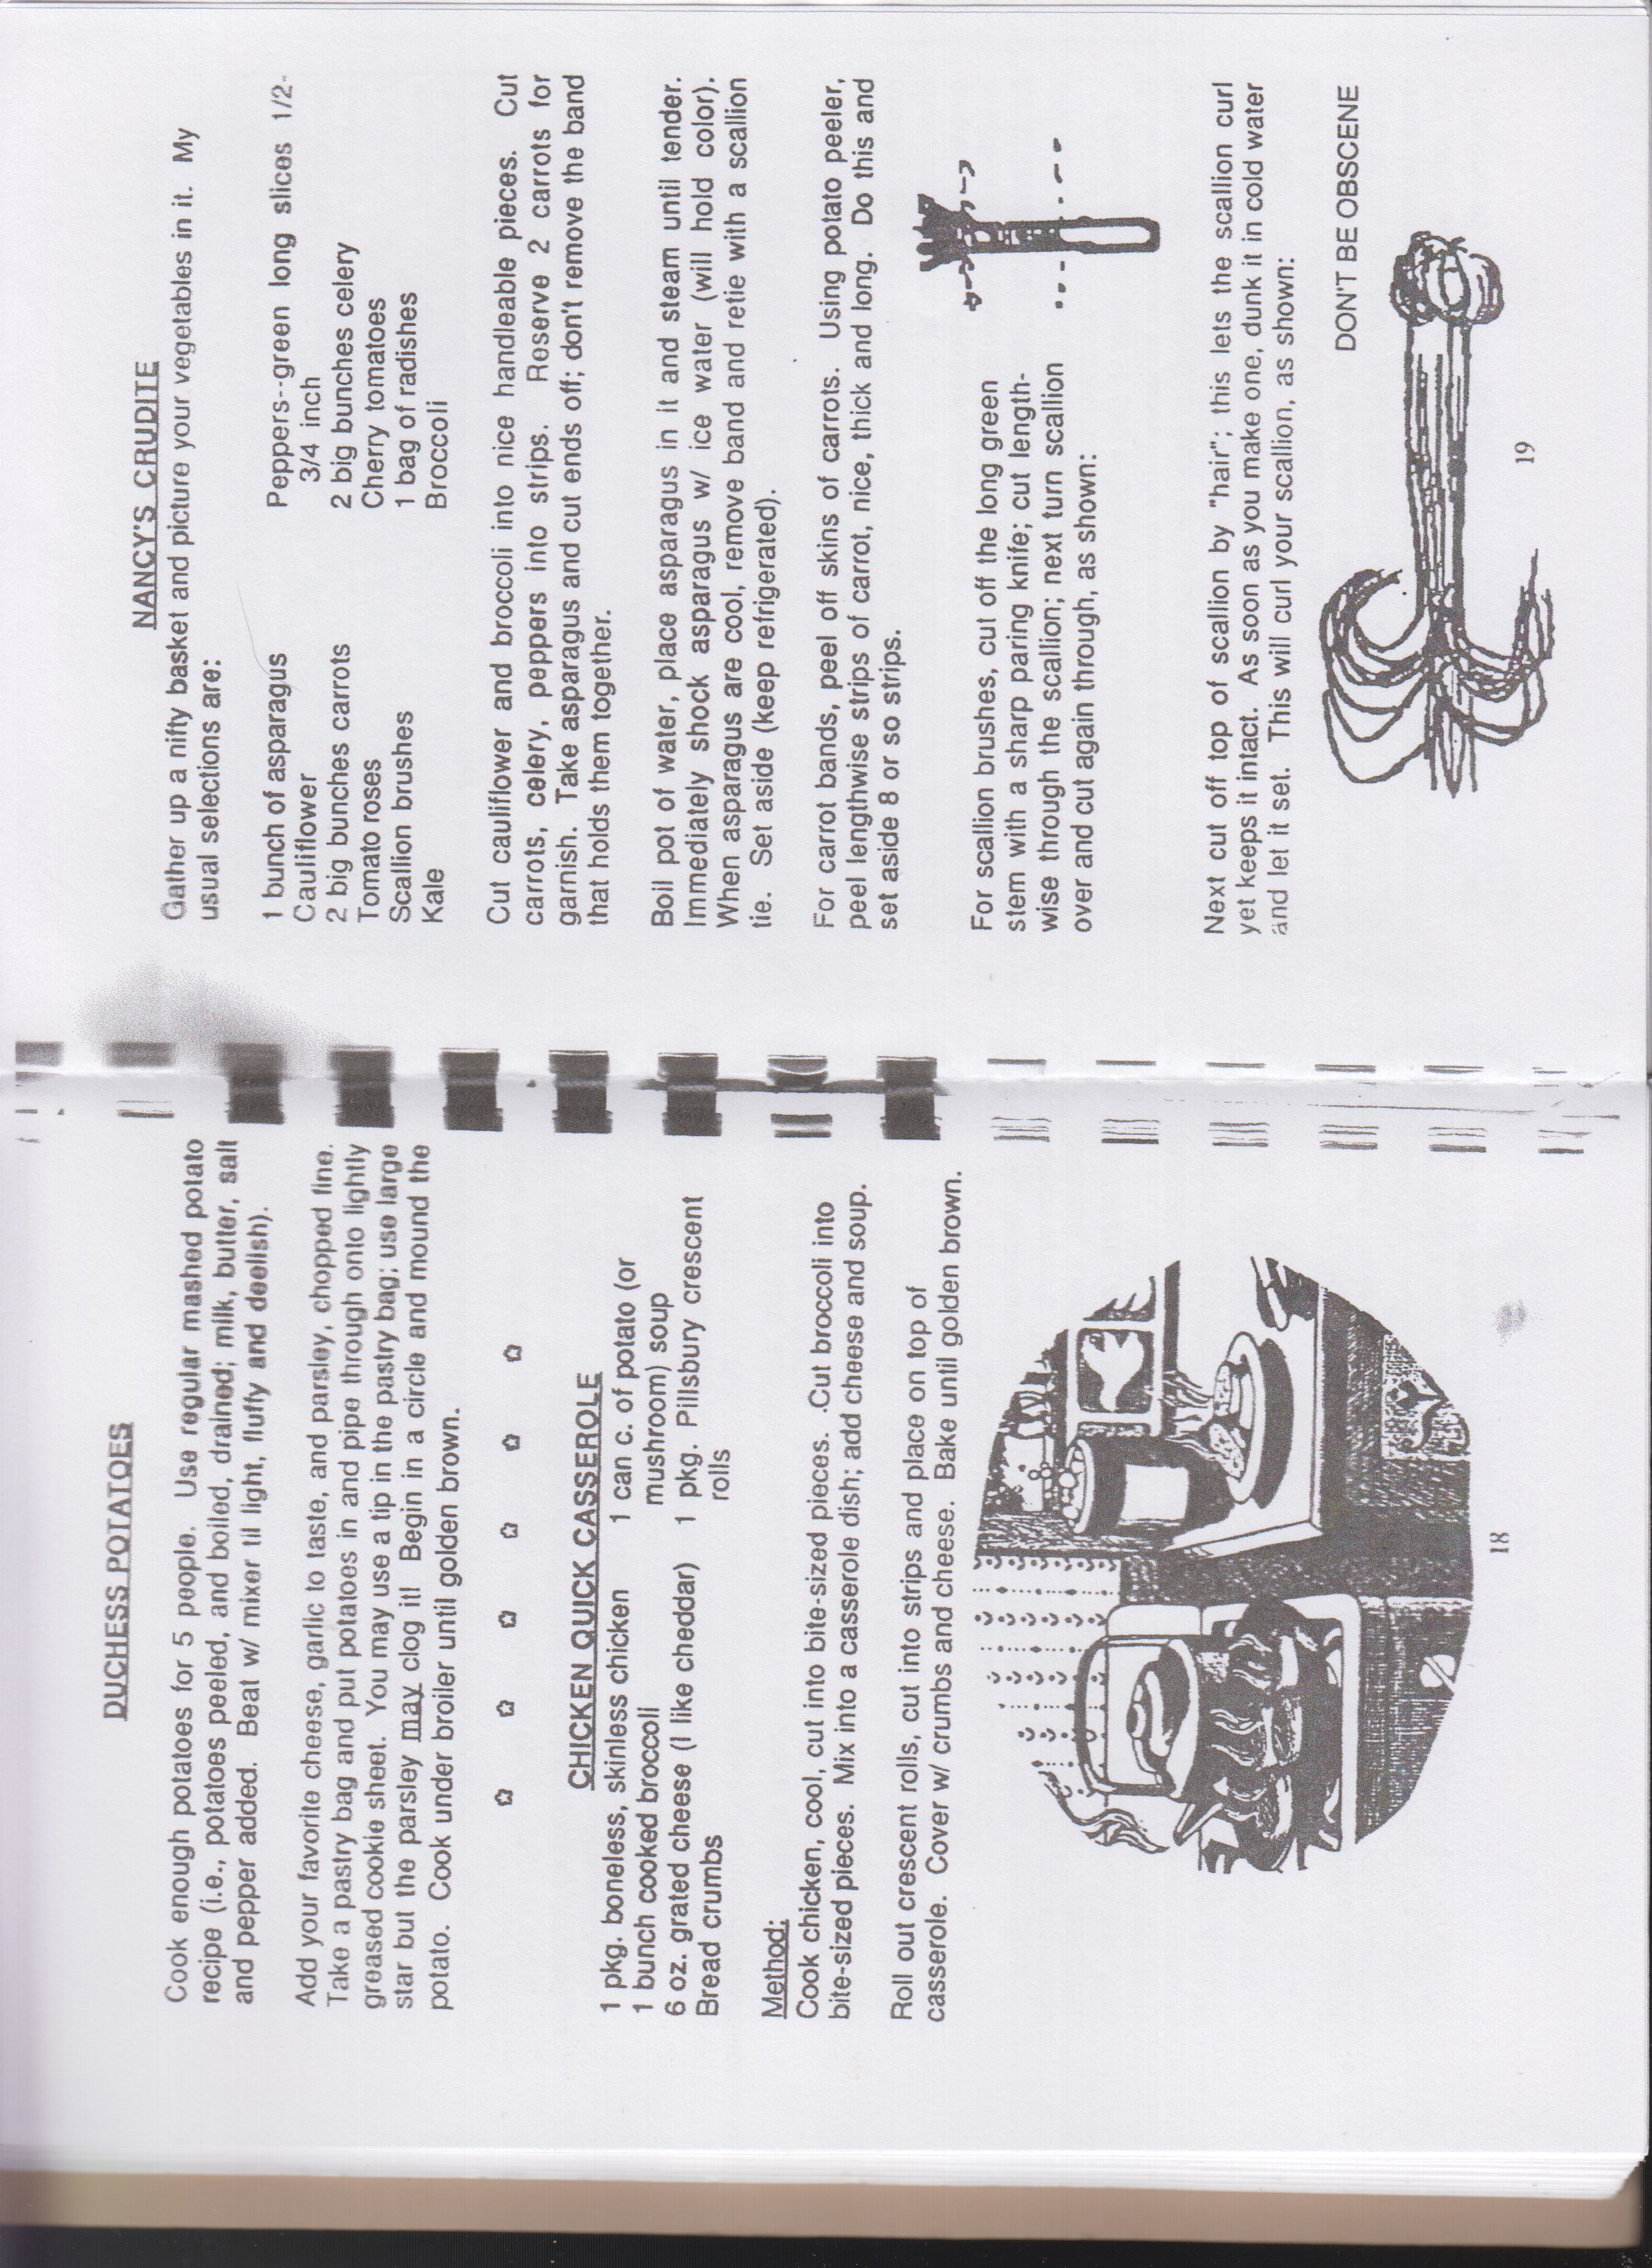 DUCHESS POTATOES
Cook enough potatoes for 5 people. Use regular mashed potato
recipe (i.e., potatoes peeled, and boiled, drained; milk, butter, salt
and pepper added. Beat w/ mixer til light, fluffy and deelish).
Add your favorite cheese, garlic to taste, and parsley, chopped fine.
Take a pastry bag and put potatoes in and pipe through onto lightly
greased cookie sheet. You may use a tip in the pastry bag; use large
star but the parsley may clog it! Begin in a circle and mound the
potato. Cook under broiler until golden brown.
CHICKEN QUICK CASSEROLE
1 pkg. boneless, skinless chicken
1 bunch cooked broccoli
6 oz. grated cheese (I like cheddar)
Bread crumbs
1 can c. of potato (or
mushroom) soup
1 pkg. Pillsbury crescent
rolls
Method:
Cook chicken, cool, cut into bite-sized pieces. .Cut broccoli into
bite-sized pieces. Mix into a casserole dish; add cheese and soup.
Roll out crescent rolls, cut into strips and place on top of
casserole. Cover w/ crumbs and cheese. Bake until golden brown.
18
NANCY'S CRUDITE
Gather up a nifty basket and picture your vegetables in it. My
usual selections are:
1 bunch of asparagus
Cauliflower
2 big bunches carrots
Tomato roses
Scallion brushes
Kale
Peppers--green long slices 1/2-
3/4 inch
2 big bunches celery
Cherry tomatoes
1 bag of radishes
Broccoli
Cut cauliflower and broccoli into nice handleable pieces. Cut
carrots, celery, peppers into strips. Reserve 2 carrots for
garnish. Take asparagus and cut ends off; don't remove the band
that holds them together.
Boil pot of water, place asparagus in it and steam until tender.
Immediately shock asparagus w/ ice water (will hold color).
When asparagus are cool, remove band and retie with a scallion
tie. Set aside (keep refrigerated).
For carrot bands, peel off skins of carrots. Using potato peeler,
peel lengthwise strips of carrot, nice, thick and long. Do this and
set aside 8 or so strips.
For scallion brushes, cut off the long green
stem with a sharp paring knife; cut length-
wise through the scallion; next turn scallion
over and cut again through, as shown:
Next cut off top of scallion by "hair"; this lets the scallion curl
yet keeps it intact. As soon as you make one, dunk it in cold water
and let it set. This will curl your scallion, as shown:
DON'T BE OBSCENE
19